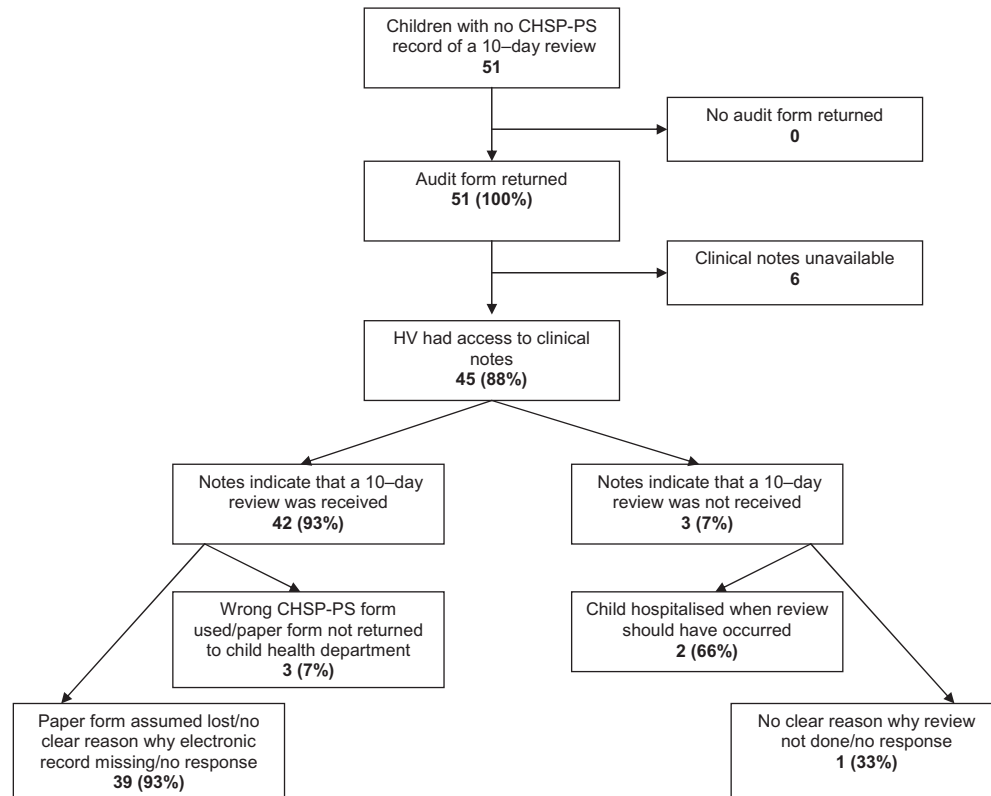 Children with no CHSP-PS
record of a 10–day review
51
No audit form returned
0
Audit form returned
51 (100%)
Clinical notes unavailable
6
HV had access to clinical
notes
45 (88%)
Notes indicate that a 10–day
review was received
42 (93%)
Notes indicate that a 10–day
review was not received
3 (7%)
Wrong CHSP-PS form
used/paper form not returned
to child health department
3 (7%)
Child hospitalised when review
should have occurred
2 (66%)
Paper form assumed lost/no
clear reason why electronic
record missing/no response
39 (93%)
No clear reason why review
not done/no response
1 (33%)